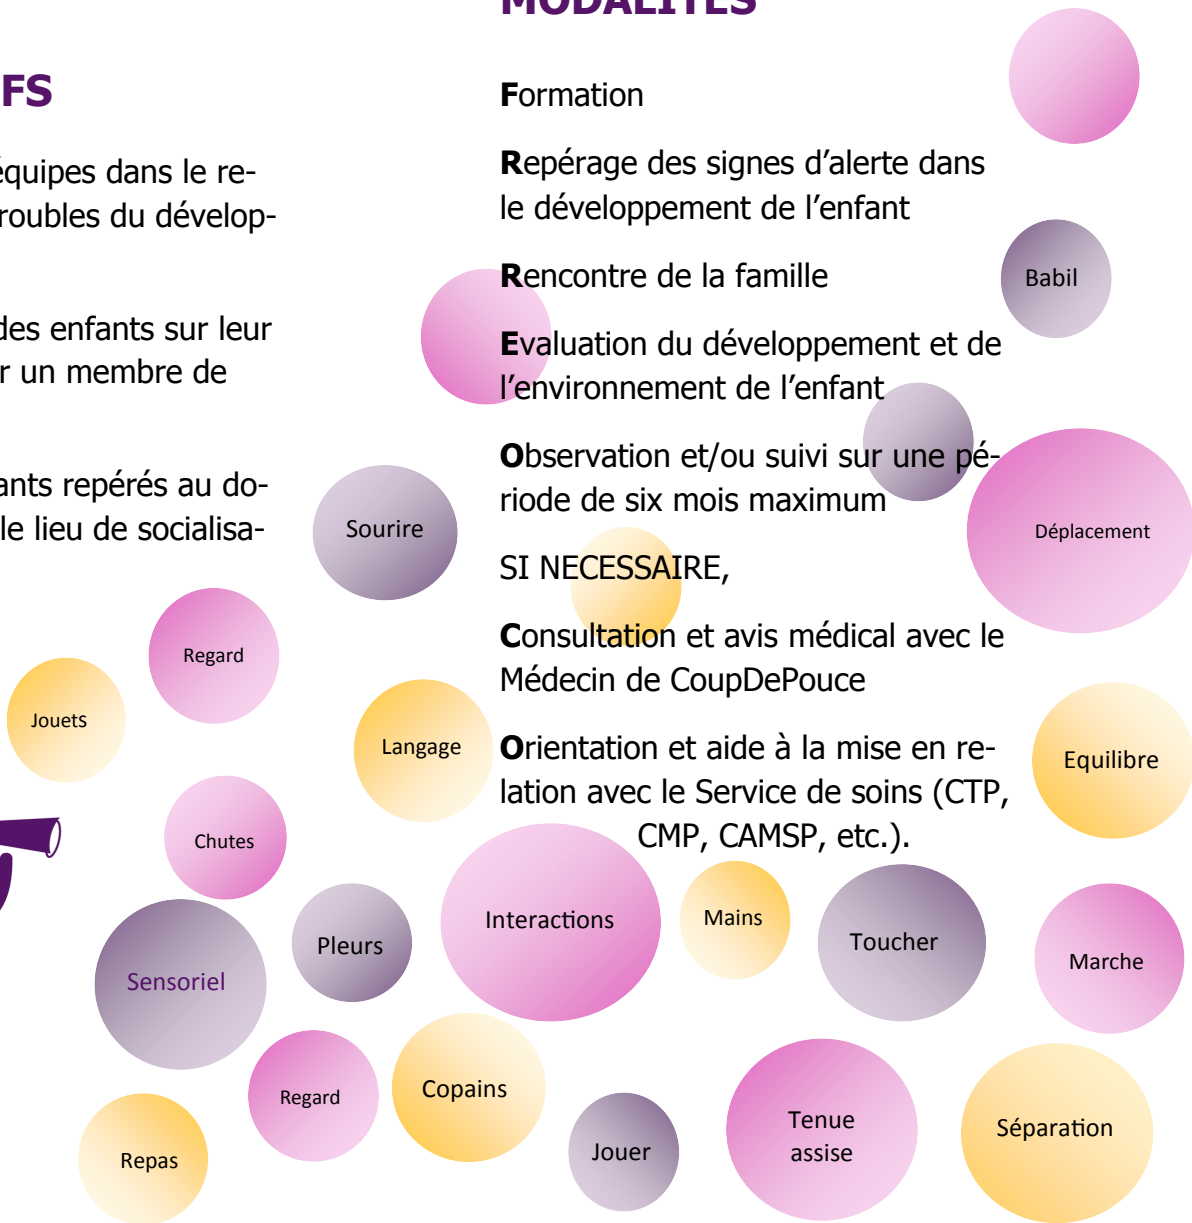 FS
équipes dans le re-
roubles du dévelop-
des enfants sur leur
r un membre de
ants repérés au do-
le lieu de socialisa-
MODALITES
Formation
Repérage des signes d’alerte dans
le développement de l’enfant
Rencontre de la famille
Evaluation du développement et de
l’environnement de l’enfant
Observation et/ou suivi sur une pé-
riode de six mois maximum
SI NECESSAIRE,
Consultation et avis médical avec le
Médecin de CoupDePouce
Orientation et aide à la mise en re-
lation avec le Service de soins (CTP,
CMP, CAMSP, etc.).
Babil
Sourire
Déplacement
Regard
Jouets
Langage
Equilibre
Chutes
Interactions
Mains
Toucher
Pleurs
Marche
Sensoriel
Regard
Copains
Tenue
assise
Séparation
Jouer
Repas